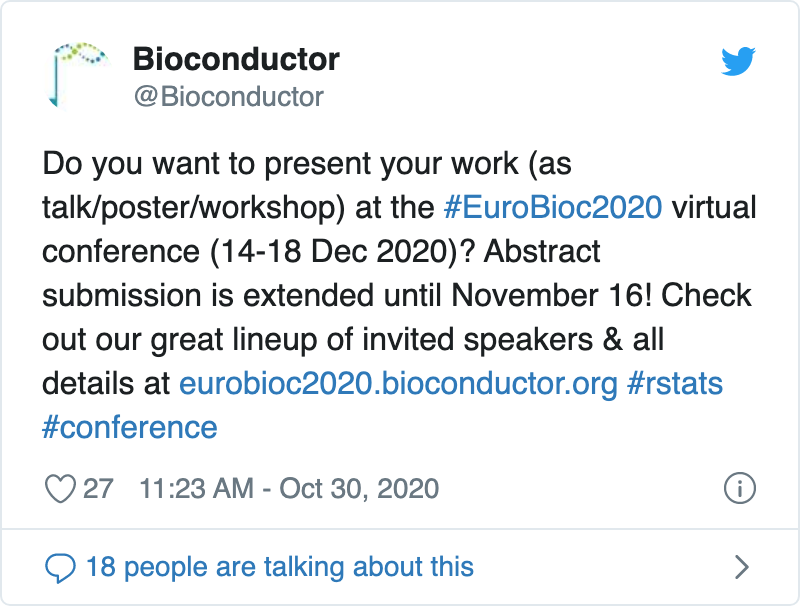 Bioconductor
@Bioconductor
Do you want to present your work (as
talk/poster/workshop) at the #EuroBioc2020 virtual
conference (14-18 Dec 2020)? Abstract
submission is extended until November 16! Check
out our great lineup of invited speakers & all
details at eurobioc2020.bioconductor.org #rstats
#conference
27 11:23 AM - Oct 30, 2020
18 people are talking about this